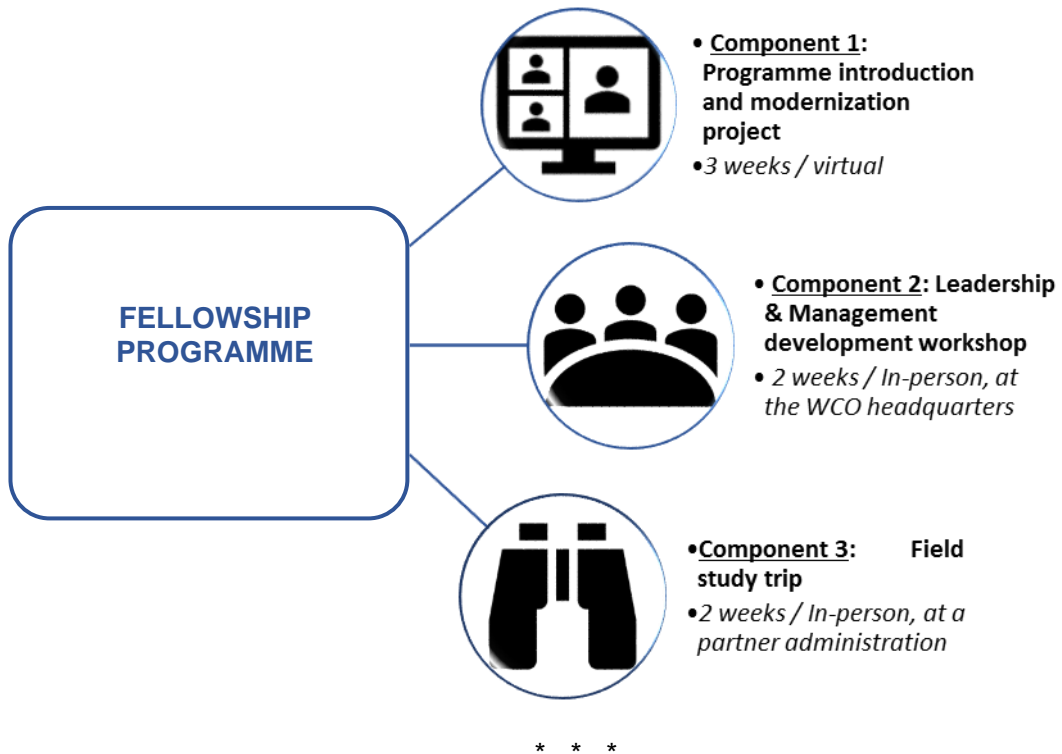 FELLOWSHIP
PROGRAMME
• Component 1:
Programme introduction
and modernization
project
•3 weeks / virtual
• Component 2: Leadership
& Management
development workshop
• 2 weeks / In-person, at
the WCO headquarters
•Component 3: Field
study trip
•2 weeks / In-person, at a
partner administration
* * *